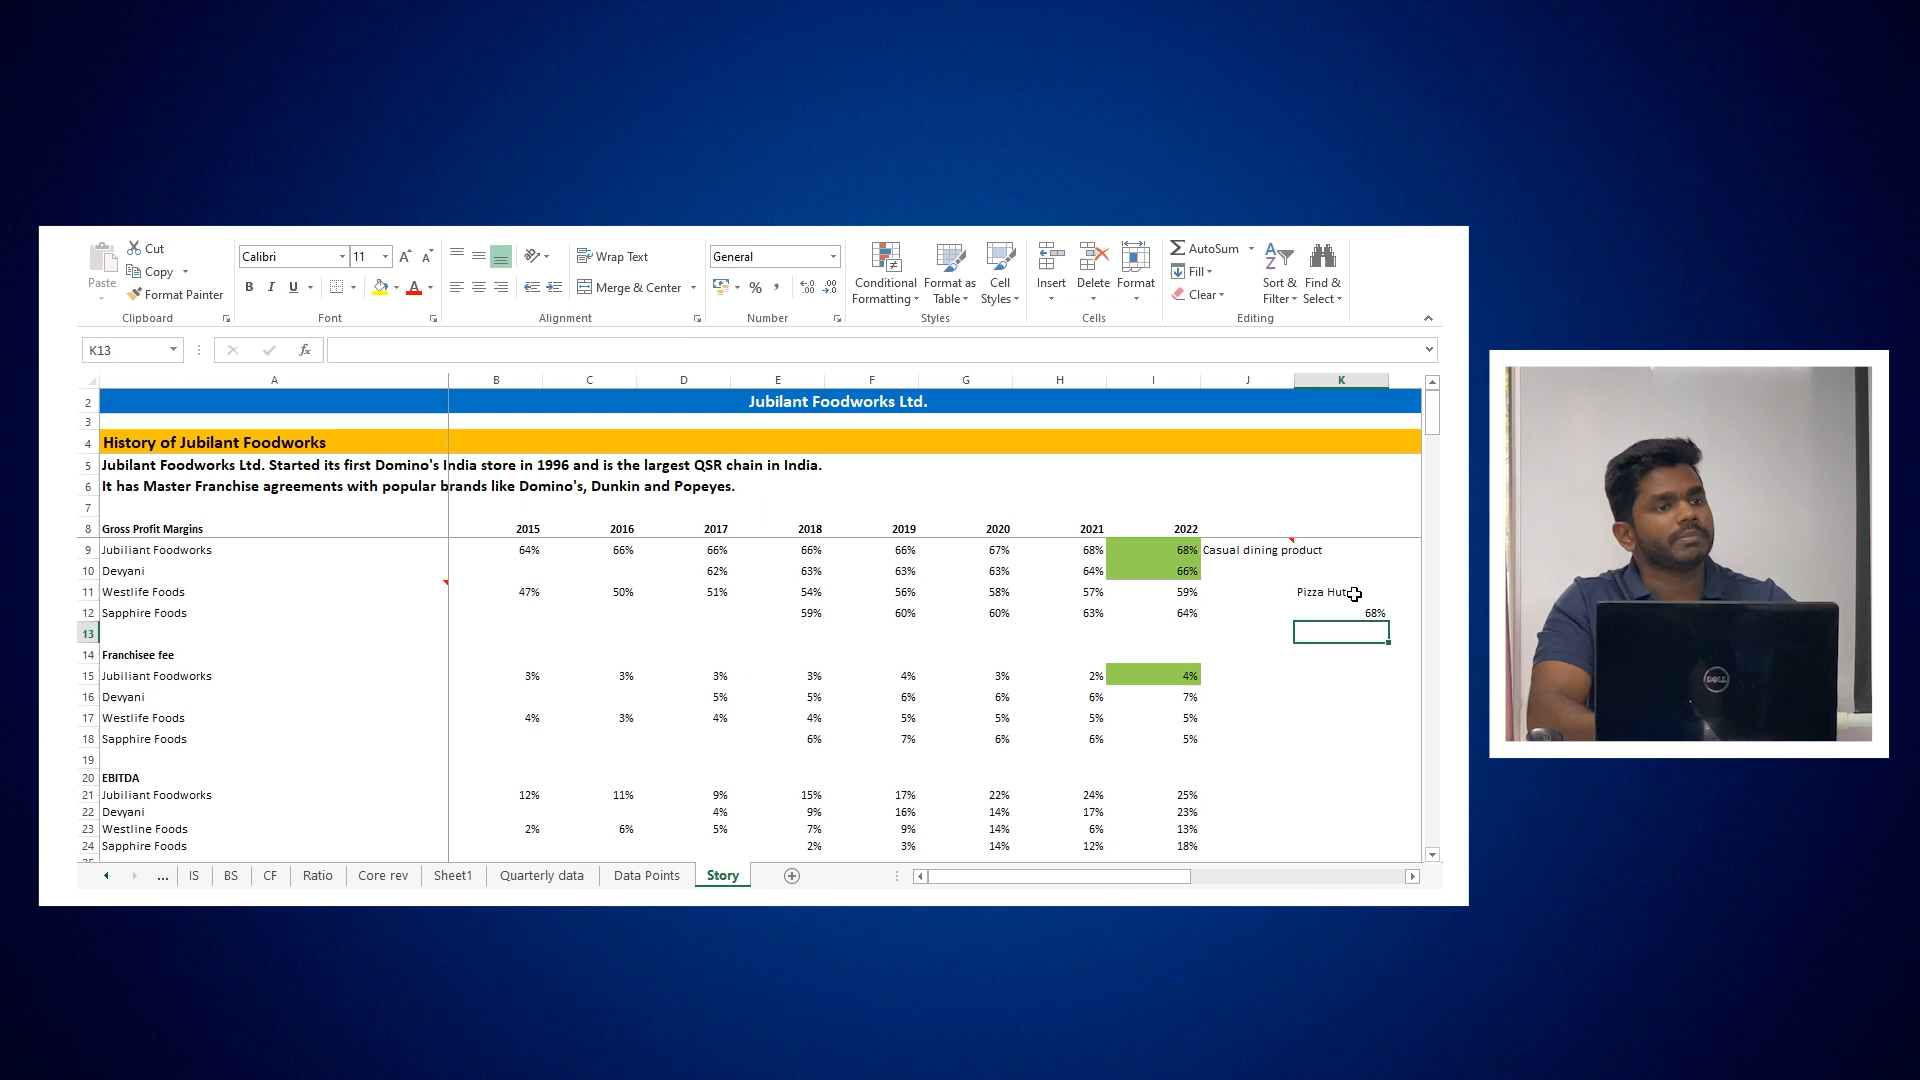 Cut
Copy
Format Painter
Paste
Clipboard
Calibri
11
B I U
Font
Wrap Text
Merge & Center
Alignment
General
%
Number
Conditional Formatting
Format as Table
Cell Styles
Styles
Insert
Delete
Format
Cells
AutoSum
Fill
Clear
Sort & Filter
Find & Select
Editing
K13
fx
A B C D E F G H I J K
2 Jubilant Foodworks Ltd.
3
4 History of Jubilant Foodworks
5 Jubilant Foodworks Ltd. Started its first Domino's India store in 1996 and is the largest QSR chain in India.
6 It has Master Franchise agreements with popular brands like Domino's, Dunkin and Popeyes.
7
8 Gross Profit Margins 2015 2016 2017 2018 2019 2020 2021 2022
9 Jubiliant Foodworks 64% 66% 66% 66% 66% 67% 68% 68% Casual dining product
10 Devyani 62% 63% 63% 63% 64% 66%
11 Westlife Foods 47% 50% 51% 54% 56% 58% 57% 59% Pizza Hut
12 Sapphire Foods 59% 60% 60% 63% 64% 68%
13
14 Franchisee fee
15 Jubiliant Foodworks 3% 3% 3% 3% 4% 3% 2% 4%
16 Devyani 5% 5% 6% 6% 6% 7%
17 Westlife Foods 4% 3% 4% 4% 5% 5% 5% 5%
18 Sapphire Foods 6% 7% 6% 6% 5%
19
20 EBITDA
21 Jubiliant Foodworks 12% 11% 9% 15% 17% 22% 24% 25%
22 Devyani 4% 9% 16% 14% 17% 23%
23 Westline Foods 2% 6% 5% 7% 9% 14% 6% 13%
24 Sapphire Foods 2% 3% 14% 12% 18%
... IS BS CF Ratio Core rev Sheet1 Quarterly data Data Points Story
DELL